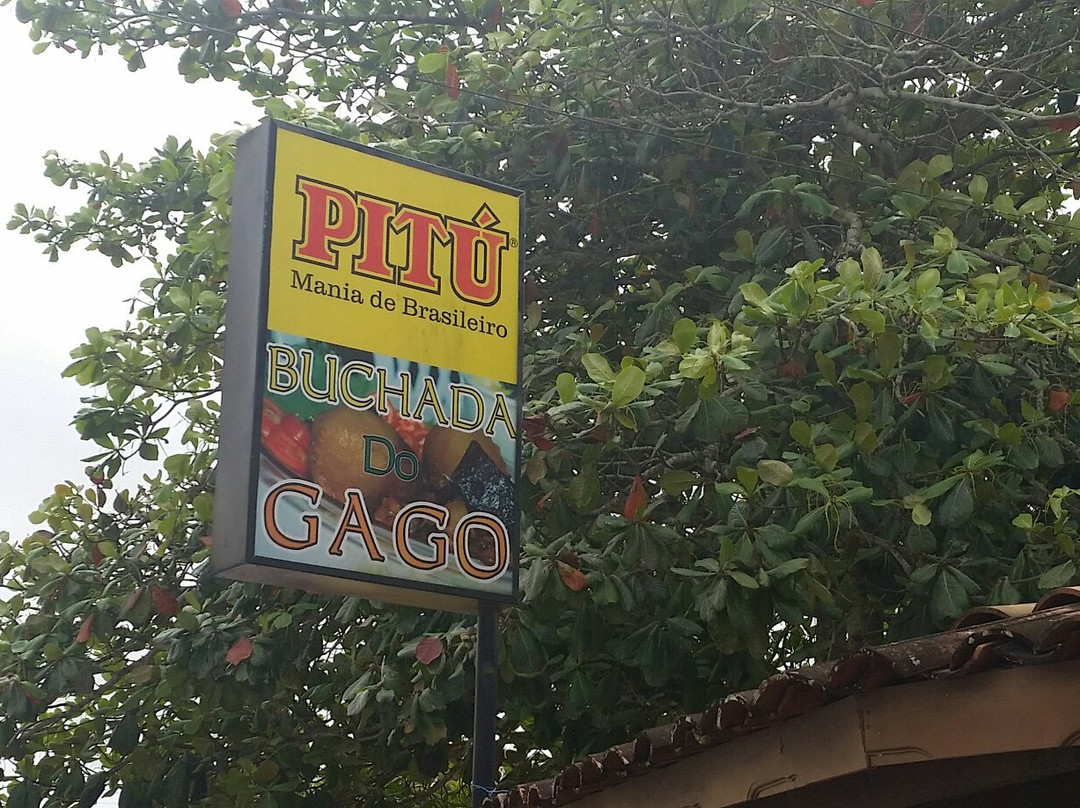 PITÚ®
Mania de Brasileiro
BUCHADA
DO
GAGO